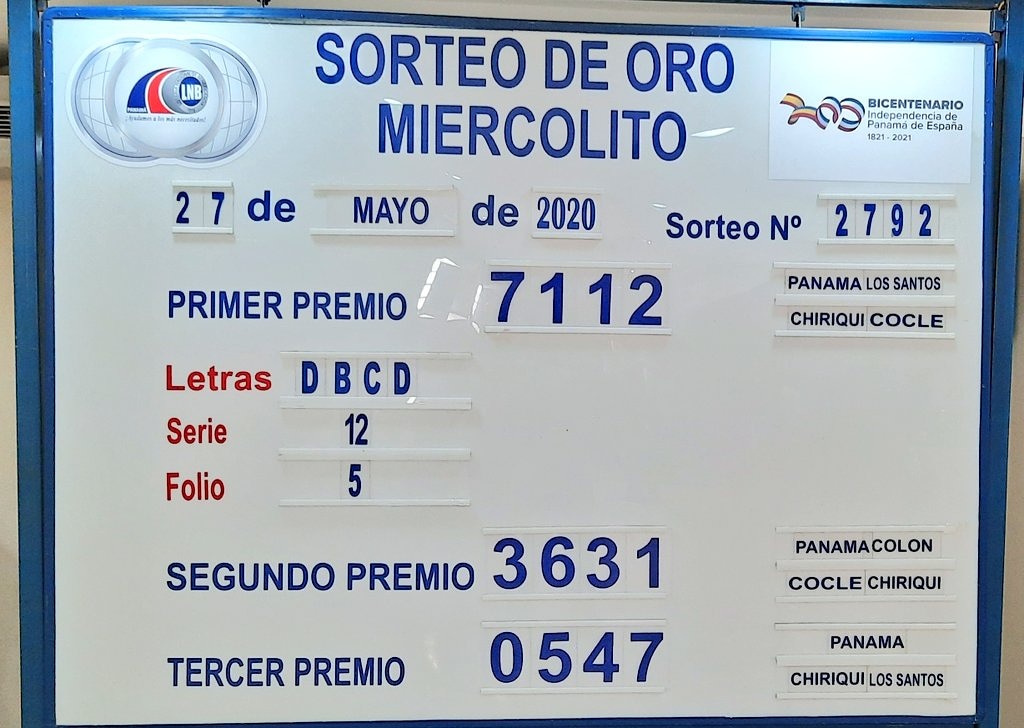 SORTEO DE ORO
MIERCOLITO
LNB
PANAMA
¡Ayudamos a los más necesitados!
BICENTENARIO
Independencia de
Panamá de España
1821 - 2021
27 de MAYO de 2020
Sorteo Nº 2792
PRIMER PREMIO 7112
PANAMA LOS SANTOS
CHIRIQUI COCLE
Letras DBCD
Serie 12
Folio 5
SEGUNDO PREMIO 3631
PANAMA COLON
COCLE CHIRIQUI
TERCER PREMIO 0547
PANAMA
CHIRIQUI LOS SANTOS